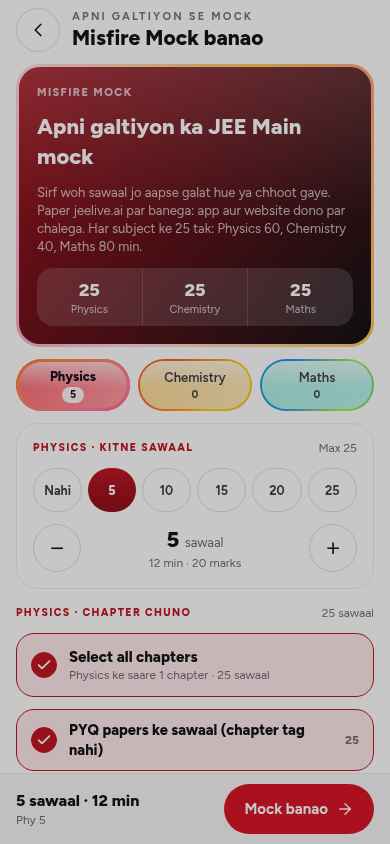 APNI GALTIYON SE MOCK
Misfire Mock banao
MISFIRE MOCK
Apni galtiyon ka JEE Main
mock
Sirf woh sawaal jo aapse galat hue ya chhoot gaye.
Paper jeelive.ai par banega: app aur website dono par
chalega. Har subject ke 25 tak: Physics 60, Chemistry
40, Maths 80 min.
25 25 25
Physics Chemistry Maths
Physics Chemistry Maths
5 0 0
PHYSICS · KITNE SAWAAL Max 25
Nahi 5 10 15 20 25
− 5 sawaal +
12 min · 20 marks
PHYSICS · CHAPTER CHUNO 25 sawaal
Select all chapters
Physics ke saare 1 chapter · 25 sawaal
PYQ papers ke sawaal (chapter tag
nahi) 25
5 sawaal · 12 min
Phy 5
Mock banao →